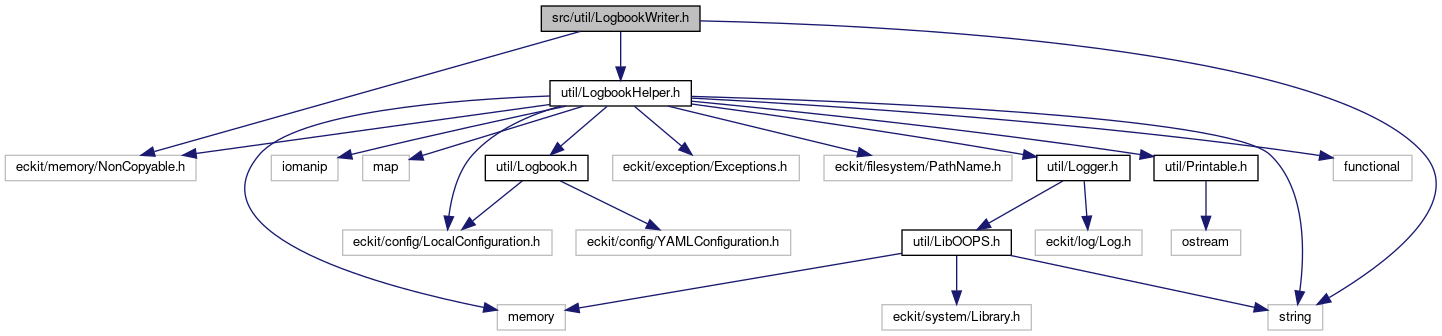 src/util/LogbookWriter.h
util/LogbookHelper.h
eckit/memory/NonCopyable.h
iomanip
map
util/Logbook.h
eckit/exception/Exceptions.h
eckit/filesystem/PathName.h
util/Logger.h
util/Printable.h
functional
eckit/config/LocalConfiguration.h
eckit/config/YAMLConfiguration.h
util/LibOOPS.h
eckit/log/Log.h
ostream
memory
eckit/system/Library.h
string